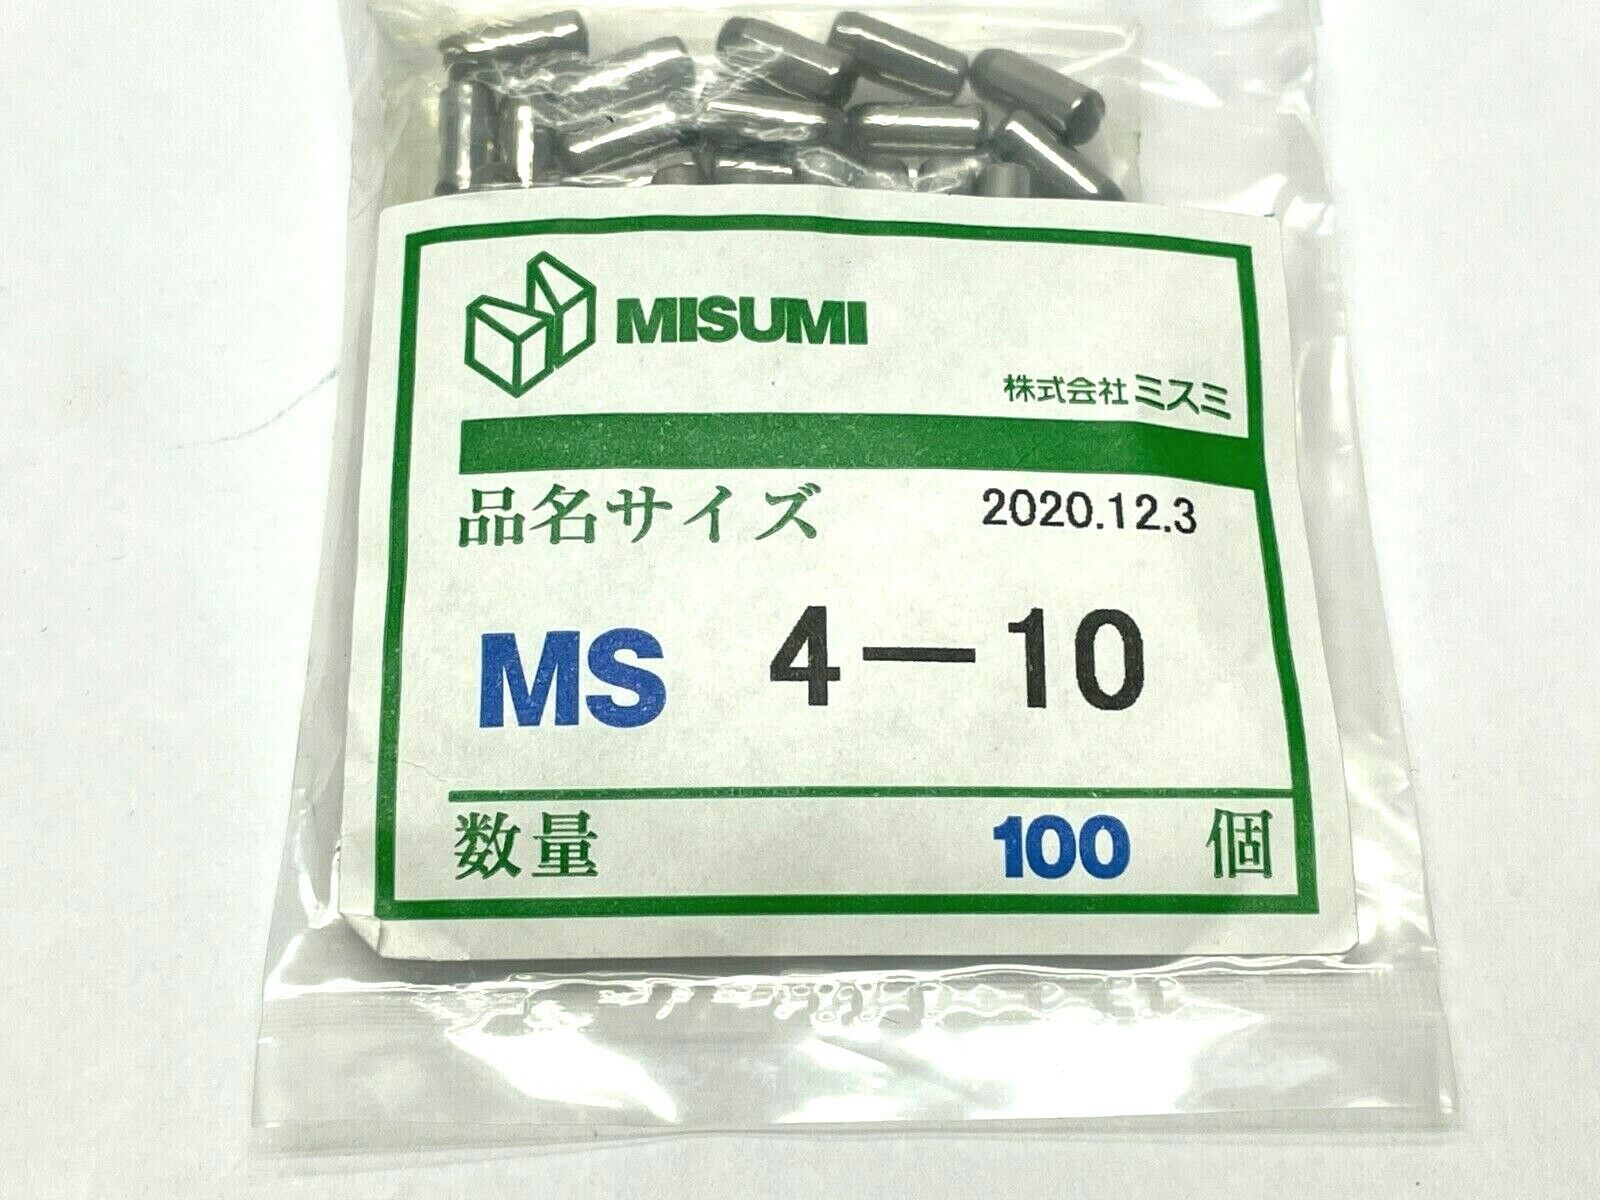 MISUMI
株式会社ミスミ
品名サイズ 2020.12.3
MS 4－10
数量 100 個